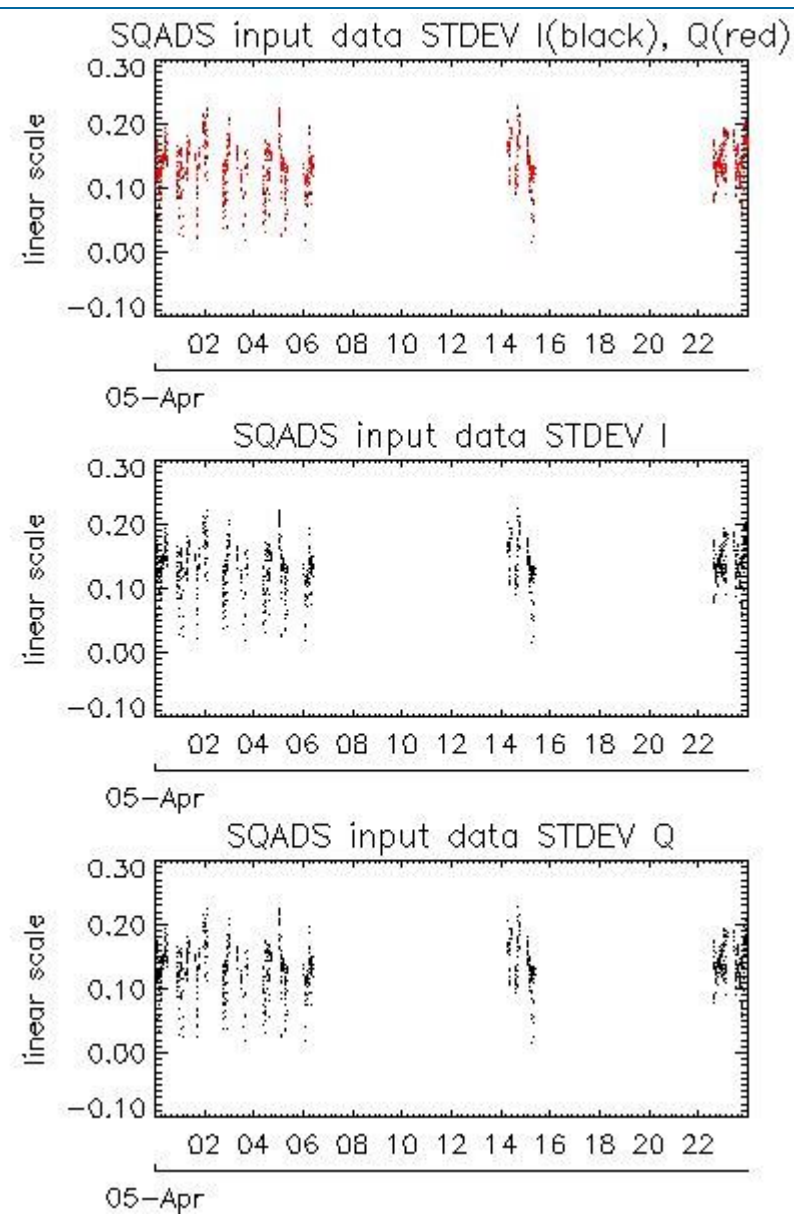 SQADS input data STDEV I(black), Q(red)
0.30
0.20
0.10
0.00
-0.10
linear scale
02 04 06 08 10 12 14 16 18 20 22
05-Apr
SQADS input data STDEV I
0.30
0.20
0.10
0.00
-0.10
linear scale
02 04 06 08 10 12 14 16 18 20 22
05-Apr
SQADS input data STDEV Q
0.30
0.20
0.10
0.00
-0.10
linear scale
02 04 06 08 10 12 14 16 18 20 22
05-Apr